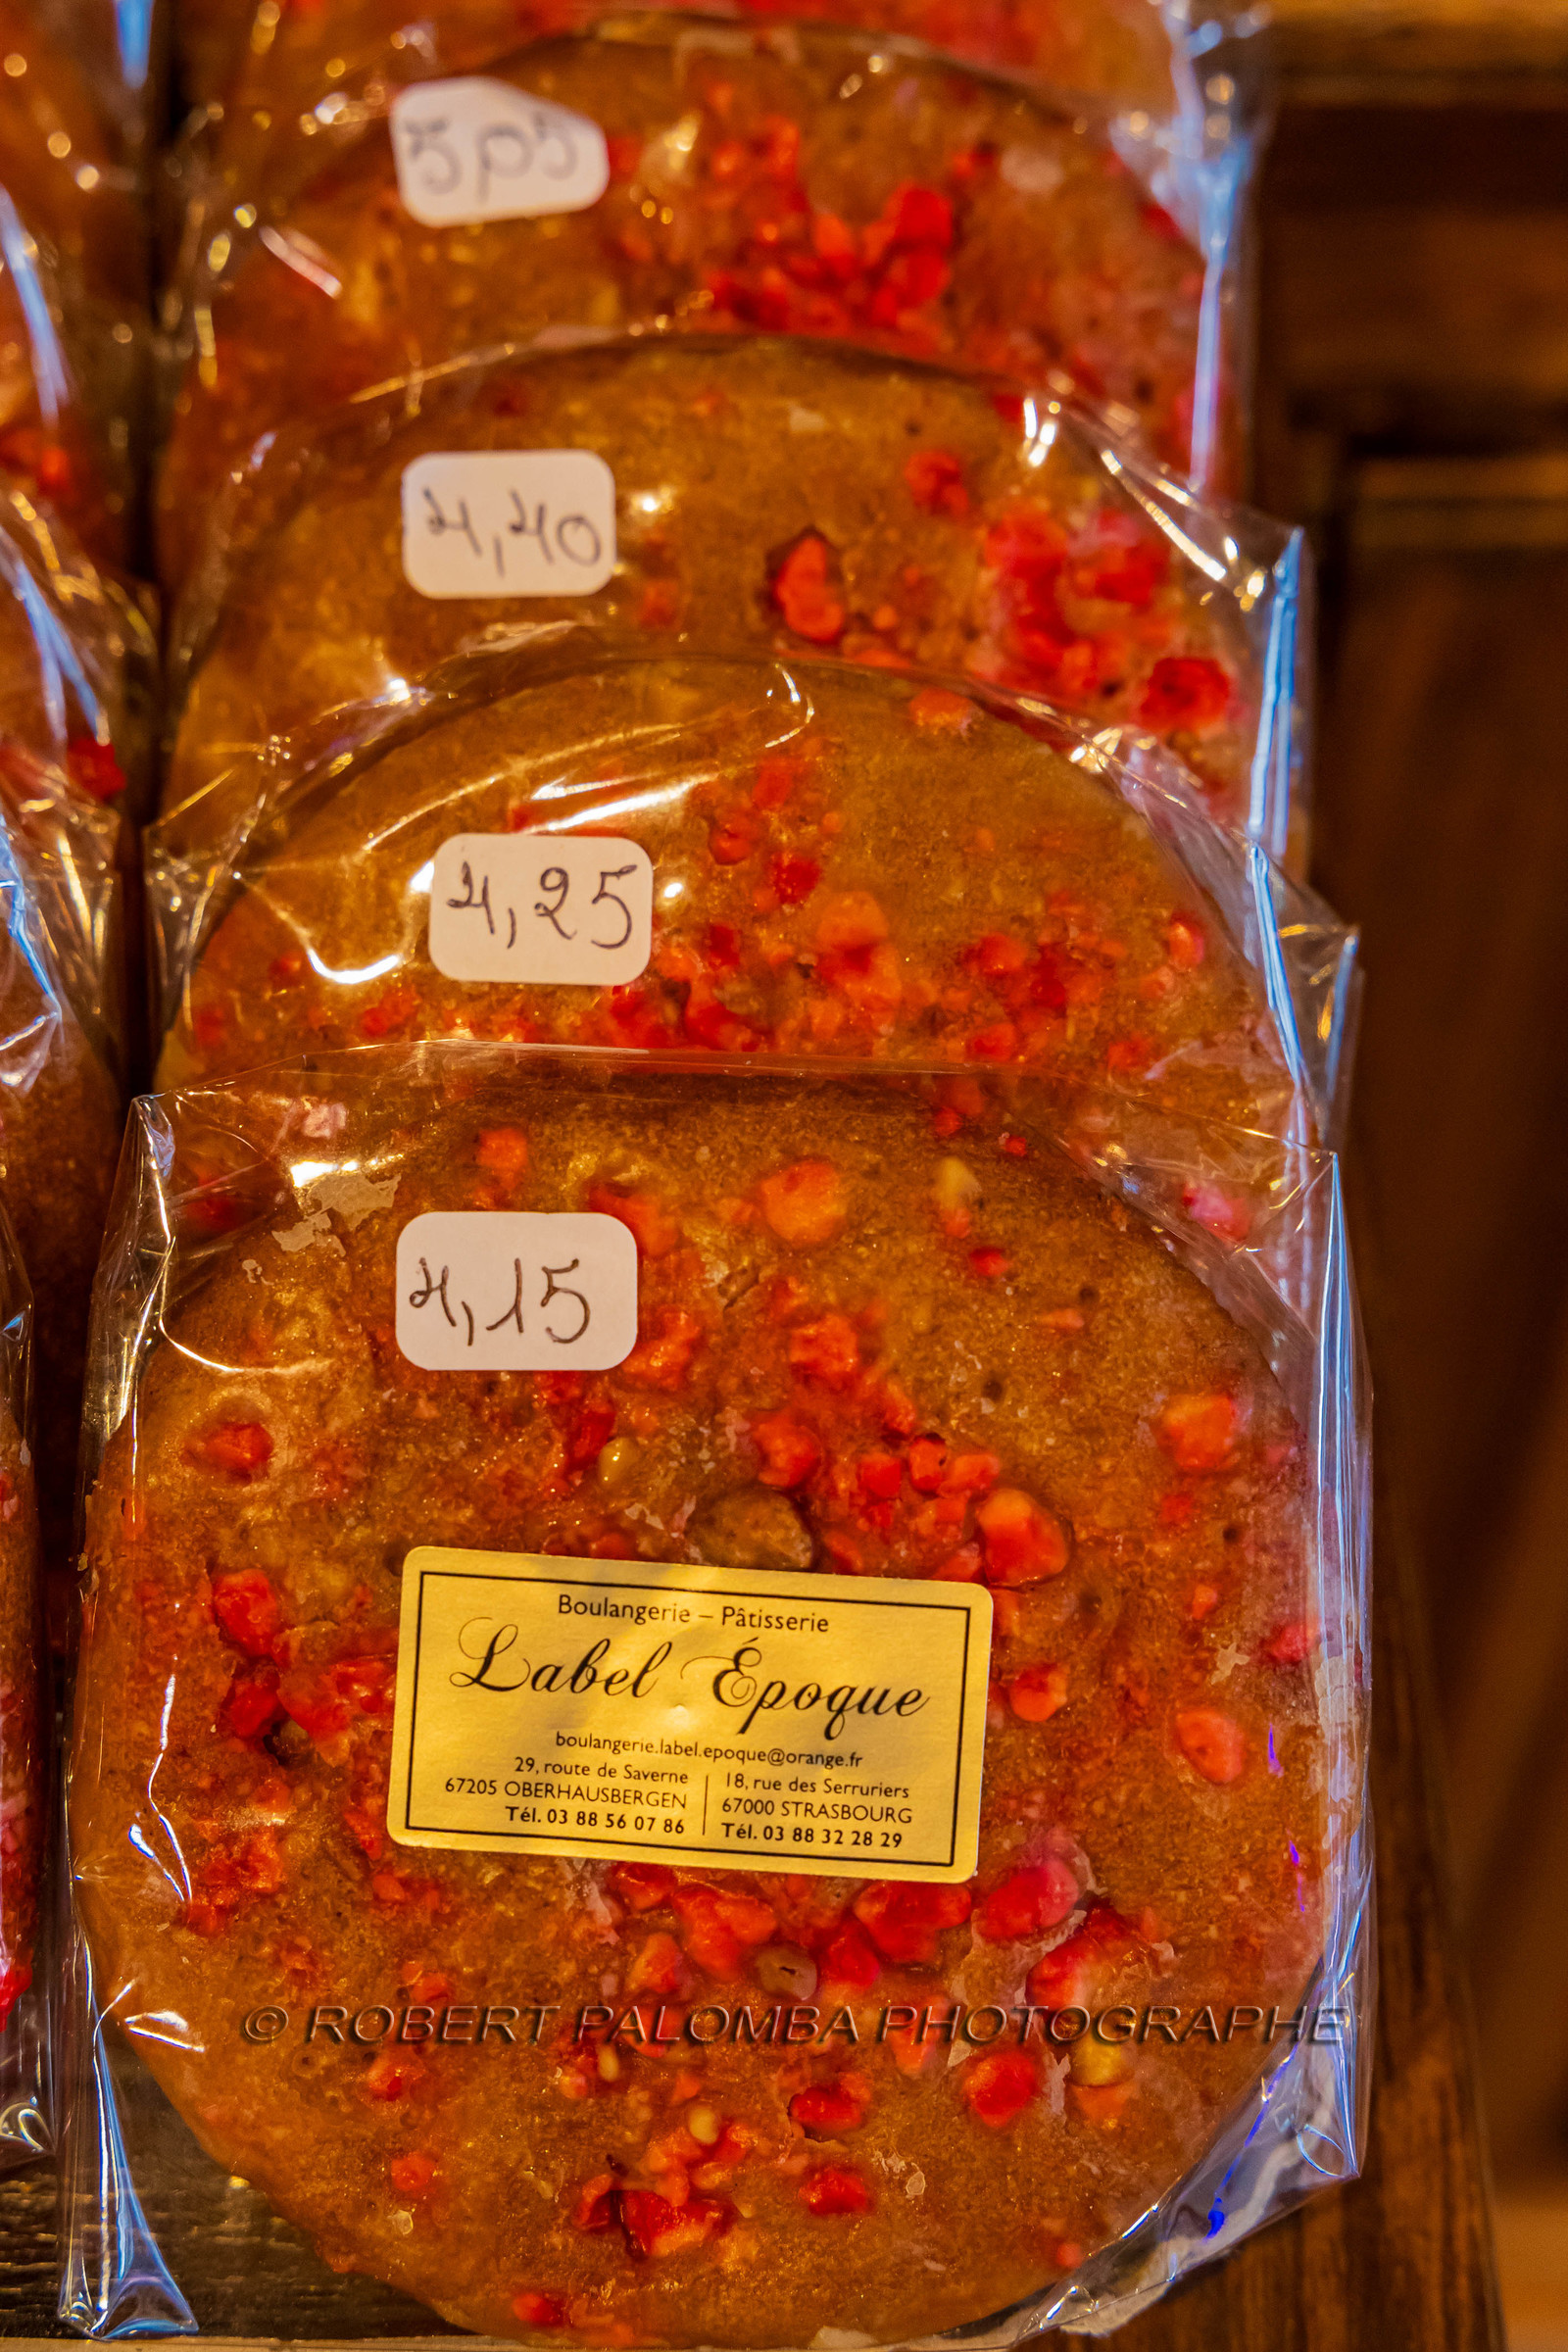 5,05
4,40
4,25
4,15
Boulangerie – Pâtisserie
Label Époque
boulangerie.label.epoque@orange.fr
29, route de Saverne
67205 OBERHAUSBERGEN
Tél. 03 88 56 07 86
18, rue des Serruriers
67000 STRASBOURG
Tél. 03 88 32 28 29
© ROBERT PALOMBA PHOTOGRAPHE